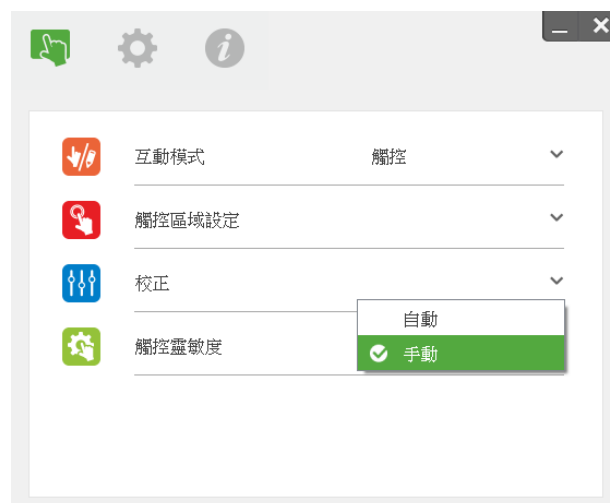 互動模式 觸控
觸控區域設定
校正
自動
觸控靈敏度
手動